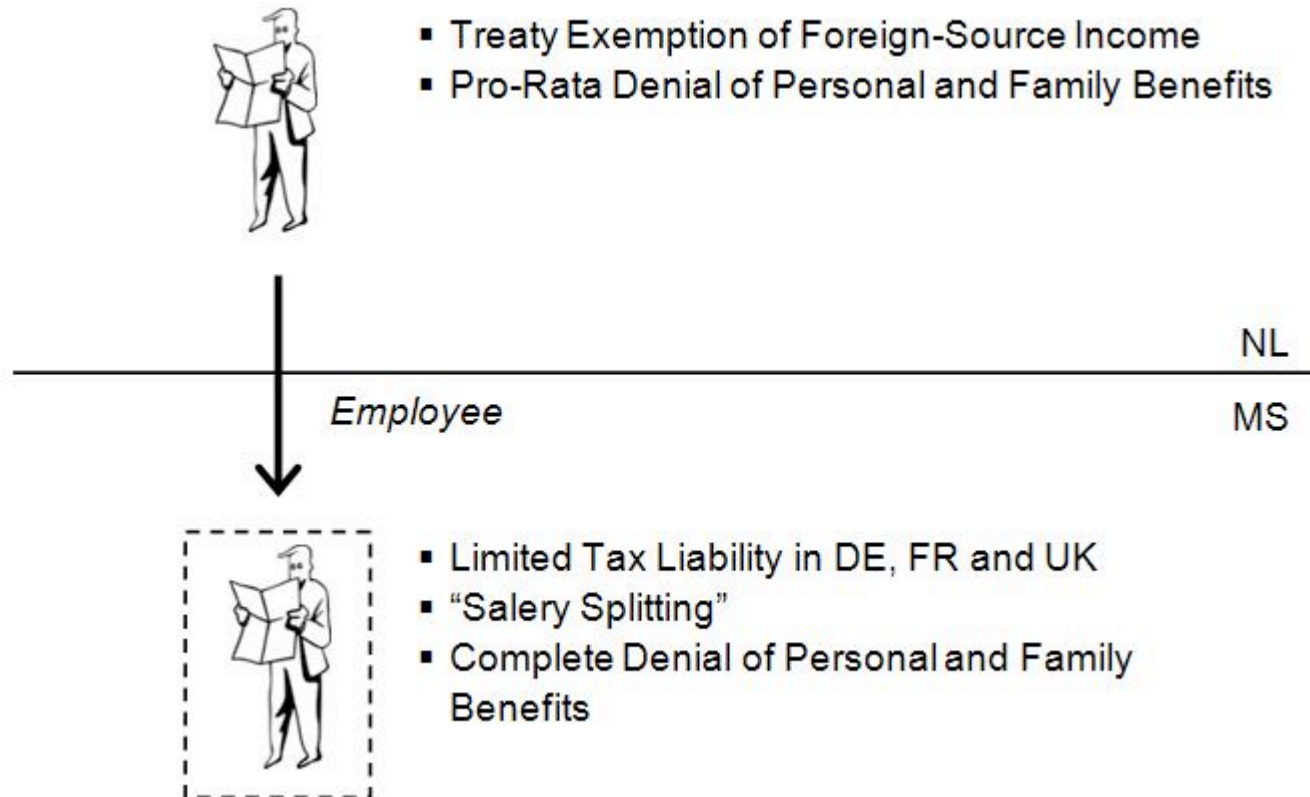 ▪ Treaty Exemption of Foreign-Source Income
▪ Pro-Rata Denial of Personal and Family Benefits
NL
Employee
MS
▪ Limited Tax Liability in DE, FR and UK
▪ “Salery Splitting”
▪ Complete Denial of Personal and Family
Benefits